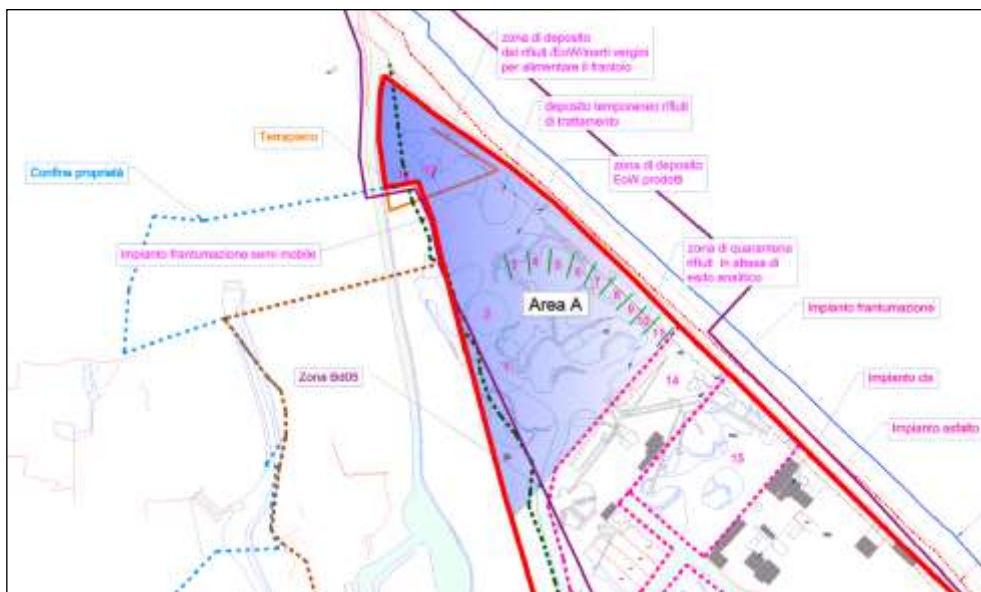 zona di deposito
dei rifiuti /EoW/inerti vergini
per alimentare il frantoio
deposito temporaneo rifiuti
di trattamento
Terrapieno
zona di deposito
EoW prodotti
Confine proprietà
12
Impianto frantumazione semi mobile
zona di quarantena
rifiuti in attesa di
esito analitico
Area A
2
Impianto frantumazione
Zona Bd05
14
Impianto cls
Impianto asfalto
15